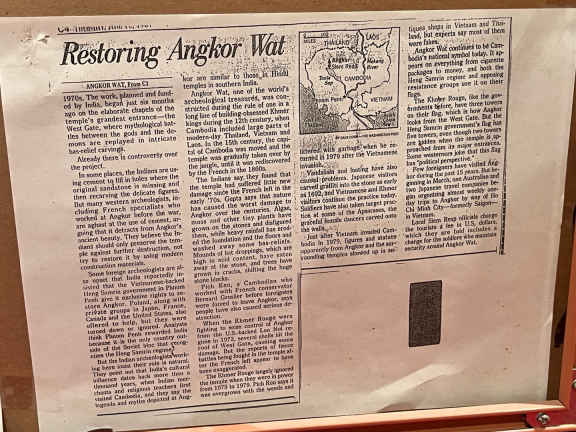 Restoring Angkor Wat
ANGKOR WAT, From C1
1970s. The work, planned and fund-
ed by India, began just six months
ago on the elaborate chapels of the
temple's grandest entrance—the
West Gate, where mythological bat-
tles between the gods and the de-
mons are replayed in intricate
bas-relief carvings.
Already there is controversy over
the project.
In some places, the Indians are us-
ing cement to fill in holes where the
original sandstone is missing and
then recarving the delicate figures.
But many western archeologists, in-
cluding French specialists who
worked at Angkor before the war,
are aghast at the use of cement, ar-
guing that it detracts from Angkor's
ancient beauty. They believe the In-
dians should only preserve the tem-
ple against further destruction, not
try to restore it by using modern
construction materials.
Some foreign archeologists are al-
so upset that India reportedly in-
sisted that the Vietnamese-backed
Heng Samrin government in Phnom
Penh give it exclusive rights to re-
store Angkor. Poland, along with
private groups in Japan, France,
Canada and the United States, also
offered to help, but they were
turned down or ignored. Analysts
think Phnom Penh rewarded India
because it is the only country out-
side of the Soviet bloc that recog-
nizes the Heng Samrin regime.
But the Indian archeologists work-
ing here insist their role is natural.
They point out that India's cultural
influence dates back more than a
thousand years, when Indian mer-
chants and religious teachers first
visited Cambodia, and they say the
legends and myths depicted at Ang-
kor are similar to those in Hindu
temples in southern India.
Angkor Wat, one of the world's
archeological treasures, was con-
structed during the rule of one in a
long line of building-obsessed Khmer
kings during the 12th century, when
Cambodia included large parts of
modern-day Thailand, Vietnam and
Laos. In the 15th century, the capi-
tal of Cambodia was moved and the
temple was gradually taken over by
the jungle, until it was rediscovered
by the French in the 1860s.
The Indians say they found that
the temple had suffered little new
damage since the French left in the
early '70s. Gupta says that nature
has caused the worst damage to
Angkor over the centuries. Algae,
moss and other tiny plants have
grown on the stones and disfigured
them, while heavy rainfall has erod-
ed the foundation and the floors and
washed away some bas-reliefs.
Mounds of bat droppings, which are
high in acid content, have eaten
away at the stone, and trees have
grown in cracks, shifting the huge
stone blocks.
Pich Keo, a Cambodian who
worked with French conservator
Bernard Groslier before foreigners
were forced to leave Angkor, says
people have also caused serious de-
struction.
When the Khmer Rouge were
fighting to seize control of Angkor
from the U.S.-backed Lon Nol re-
gime in 1972, several shells hit the
roof of West Gate, causing some
damage. But the reports of fierce
battles being fought in the temple af-
ter the French left appear to have
been exaggerated.
The Khmer Rouge largely ignored
the temple when they were in power
from 1975 to 1979. Pich Keo says it
was overgrown with the weeds and
MILES
THAILAND
LAOS
Angkor
Siem Reap
Mekong
River
Tonle
Sap
CAMBODIA
Phnom Penh
VIETNAM
littered with garbage when he re-
turned in 1979 after the Vietnamese
invasion.
Vandalism and looting have also
caused problems. Japanese visitors
carved graffiti into the stone as early
as 1632, and Vietnamese and Khmer
visitors continue the practice today.
Soldiers have also taken target prac-
tice at some of the Apsarases, the
graceful female dancers carved onto
the walls.
Just after Vietnam invaded Cam-
bodia in 1979, figures and statues
apparently from Angkor and the sur-
rounding temples showed up in an-
tiques shops in Vietnam and Thai-
land, but experts say most of them
were fakes.
Angkor Wat continues to be Cam-
bodia's national symbol today. It ap-
pears on everything from cigarette
packages to money, and both the
Heng Samrin regime and opposing
resistance groups use it on their
flags.
The Khmer Rouge, like the gov-
ernments before, have three towers
on their flag, which is how Angkor
looks from the West Gate. But the
Heng Samrin government's flag has
five towers, even though two towers
are hidden when the temple is ap-
proached from its major entrance.
Some westerners joke that this flag
has "political perspective."
Few foreigners have visited Ang-
kor during the past 15 years. But be-
ginning in March, one Australian and
two Japanese travel companies be-
gan organizing almost weekly one-
day trips to Angkor by way of Ho
Chi Minh City—formerly Saigon—
in Vietnam.
Local Siem Reap officials charge
the tourists a fee in U.S. dollars,
which they are told includes a
charge for the soldiers who maintain
security around Angkor Wat.